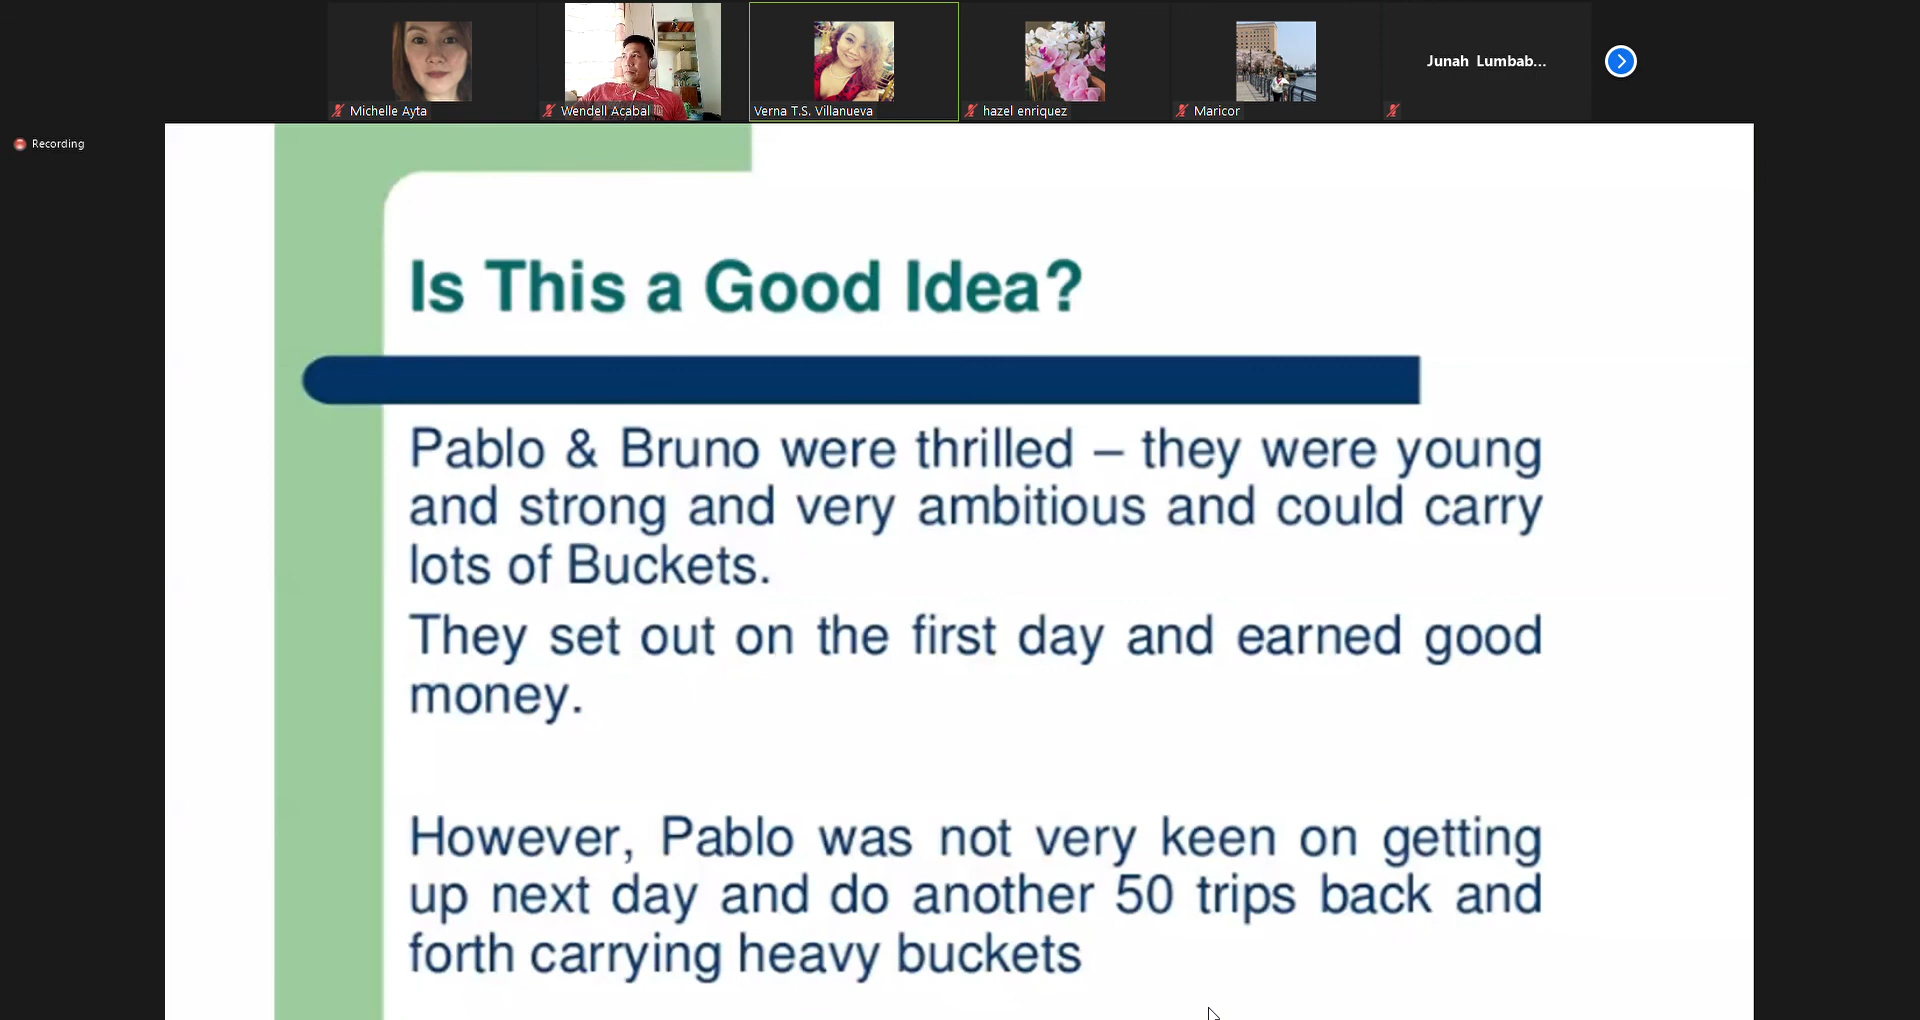 Junah Lumbab...
Michelle Ayta
Wendell Acabal
Verna T.S. Villanueva
hazel enriquez
Maricor
Recording
Is This a Good Idea?
Pablo & Bruno were thrilled – they were young
and strong and very ambitious and could carry
lots of Buckets.
They set out on the first day and earned good
money.
However, Pablo was not very keen on getting
up next day and do another 50 trips back and
forth carrying heavy buckets